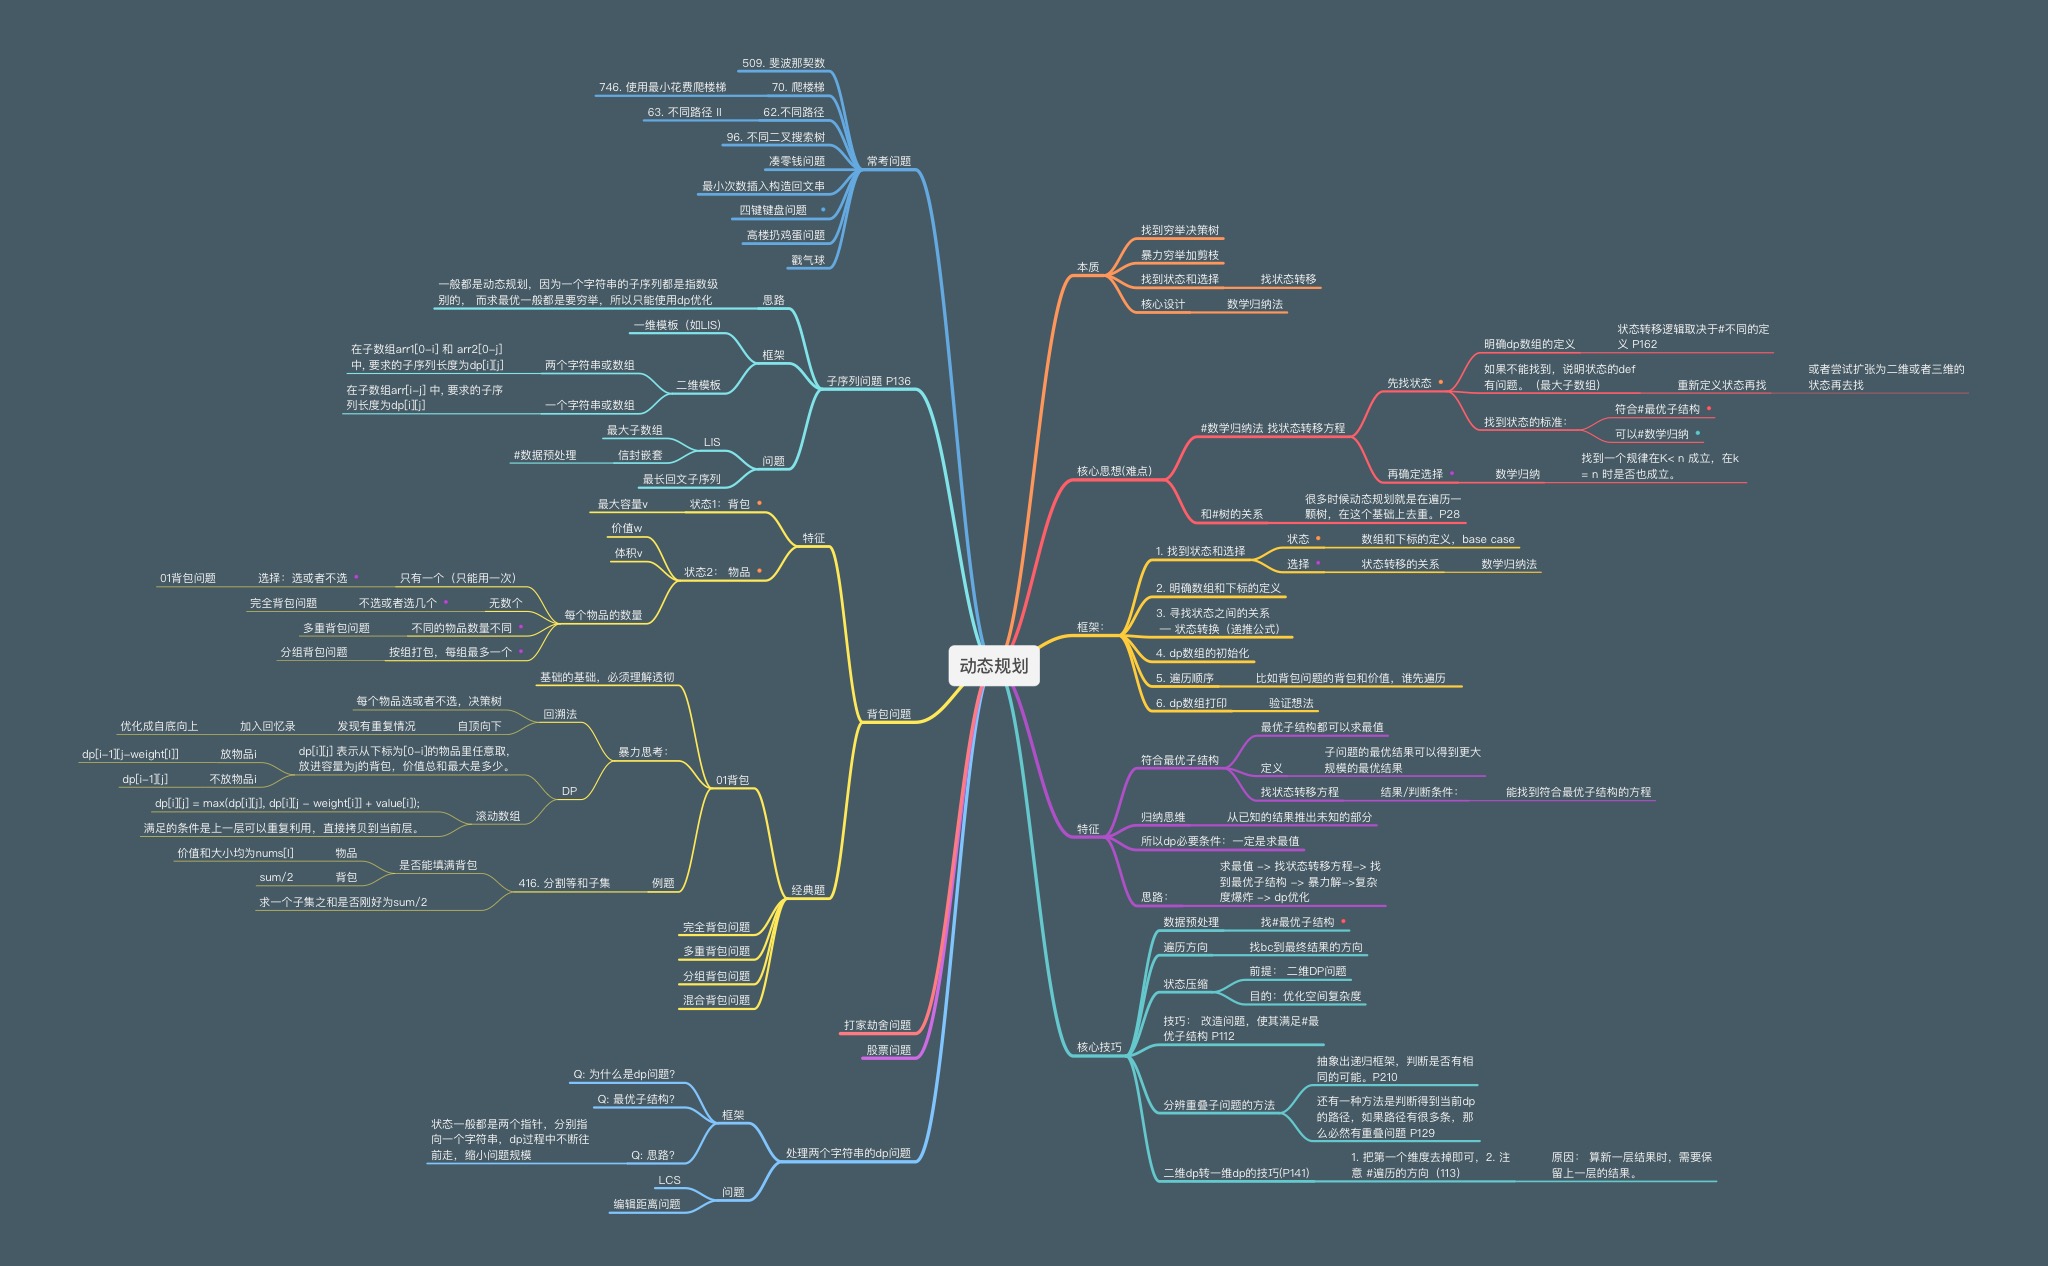 动态规划
常考问题
509. 斐波那契数
70. 爬楼梯
746. 使用最小花费爬楼梯
62.不同路径
63. 不同路径 II
96. 不同二叉搜索树
凑零钱问题
最小次数插入构造回文串
四键键盘问题
高楼扔鸡蛋问题
戳气球
子序列问题 P136
思路
一般都是动态规划，因为一个字符串的子序列都是指数级
别的， 而求最优一般都是要穷举，所以只能使用dp优化
框架
一维模板（如LIS）
二维模板
两个字符串或数组
在子数组arr1[0-i] 和 arr2[0-j]
中, 要求的子序列长度为dp[i][j]
一个字符串或数组
在子数组arr[i-j] 中, 要求的子序
列长度为dp[i][j]
问题
LIS
最大子数组
信封嵌套
#数据预处理
最长回文子序列
背包问题
特征
状态1：背包
最大容量v
状态2： 物品
价值w
体积v
每个物品的数量
只有一个（只能用一次）
选择：选或者不选
01背包问题
无数个
不选或者选几个
完全背包问题
不同的物品数量不同
多重背包问题
按组打包，每组最多一个
分组背包问题
经典题
01背包
基础的基础，必须理解透彻
暴力思考：
回溯法
每个物品选或者不选，决策树
自顶向下
发现有重复情况
加入回忆录
优化成自底向上
DP
dp[i][j] 表示从下标为[0-i]的物品里任意取，
放进容量为j的背包，价值总和最大是多少。
放物品i
dp[i-1][j-weight[I]]
不放物品i
dp[i-1][j]
滚动数组
dp[i][j] = max(dp[i][j], dp[i][j - weight[i]] + value[i]);
满足的条件是上一层可以重复利用，直接拷贝到当前层。
例题
416. 分割等和子集
是否能填满背包
物品
价值和大小均为nums[I]
背包
sum/2
求一个子集之和是否刚好为sum/2
完全背包问题
多重背包问题
分组背包问题
混合背包问题
打家劫舍问题
股票问题
处理两个字符串的dp问题
框架
Q: 为什么是dp问题?
Q: 最优子结构?
Q: 思路?
状态一般都是两个指针，分别指
向一个字符串，dp过程中不断往
前走，缩小问题规模
问题
LCS
编辑距离问题
本质
找到穷举决策树
暴力穷举加剪枝
找到状态和选择
找状态转移
核心设计
数学归纳法
核心思想(难点)
#数学归纳法 找状态转移方程
先找状态
明确dp数组的定义
状态转移逻辑取决于#不同的定
义 P162
如果不能找到，说明状态的def
有问题。（最大子数组）
重新定义状态再找
或者尝试扩张为二维或者三维的
状态再去找
找到状态的标准：
符合#最优子结构
可以#数学归纳
再确定选择
数学归纳
找到一个规律在K< n 成立，在k
= n 时是否也成立。
和#树的关系
很多时候动态规划就是在遍历一
颗树，在这个基础上去重。P28
框架：
1. 找到状态和选择
状态
数组和下标的定义，base case
选择
状态转移的关系
数学归纳法
2. 明确数组和下标的定义
3. 寻找状态之间的关系
— 状态转换（递推公式）
4. dp数组的初始化
5. 遍历顺序
比如背包问题的背包和价值，谁先遍历
6. dp数组打印
验证想法
特征
符合最优子结构
最优子结构都可以求最值
定义
子问题的最优结果可以得到更大
规模的最优结果
找状态转移方程
结果/判断条件：
能找到符合最优子结构的方程
归纳思维
从已知的结果推出未知的部分
所以dp必要条件：一定是求最值
思路：
求最值 -> 找状态转移方程-> 找
到最优子结构 -> 暴力解->复杂
度爆炸 -> dp优化
核心技巧
数据预处理
找#最优子结构
遍历方向
找bc到最终结果的方向
状态压缩
前提： 二维DP问题
目的：优化空间复杂度
技巧： 改造问题，使其满足#最
优子结构 P112
分辨重叠子问题的方法
抽象出递归框架，判断是否有相
同的可能。P210
还有一种方法是判断得到当前dp
的路径，如果路径有很多条，那
么必然有重叠问题 P129
二维dp转一维dp的技巧(P141)
1. 把第一个维度去掉即可，2. 注
意 #遍历的方向（113）
原因： 算新一层结果时，需要保
留上一层的结果。